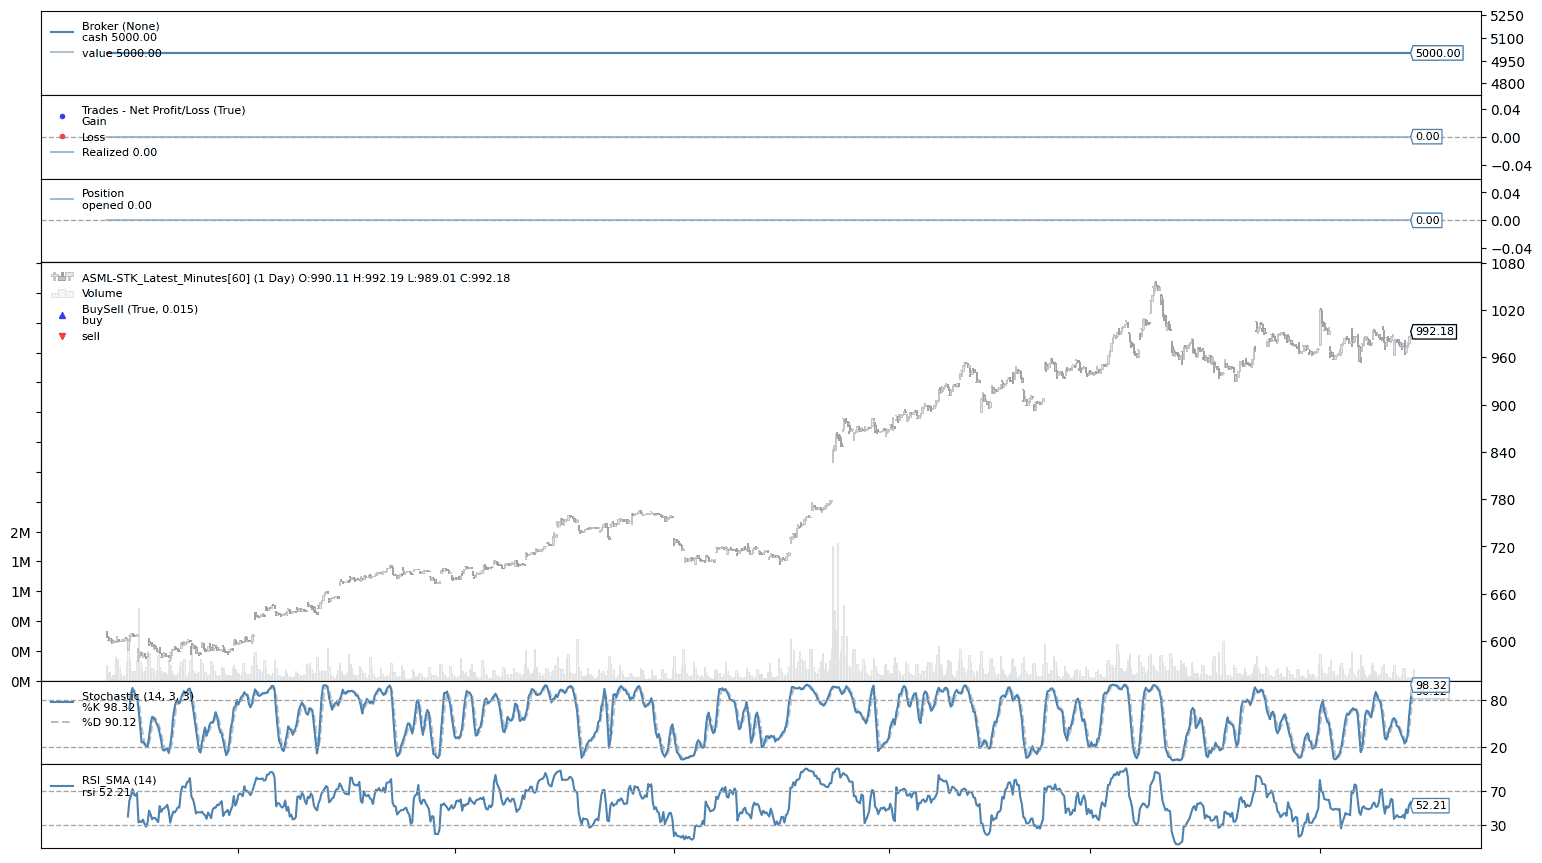 Broker (None)
cash 5000.00
value 5000.00
5250
5100
4950
4800
5000.00
Trades - Net Profit/Loss (True)
Gain
Loss
Realized 0.00
0.04
0.00
−0.04
0.00
Position
opened 0.00
0.04
0.00
−0.04
0.00
ASML-STK_Latest_Minutes[60] (1 Day) O:990.11 H:992.19 L:989.01 C:992.18
Volume
BuySell (True, 0.015)
buy
sell
1080
1020
960
900
840
780
720
660
600
992.18
2M
1M
1M
0M
0M
0M
Stochastic (14, 3, 3)
%K 98.32
%D 90.12
98.32
90.12
80
20
RSI_SMA (14)
rsi 52.21
70
30
52.21